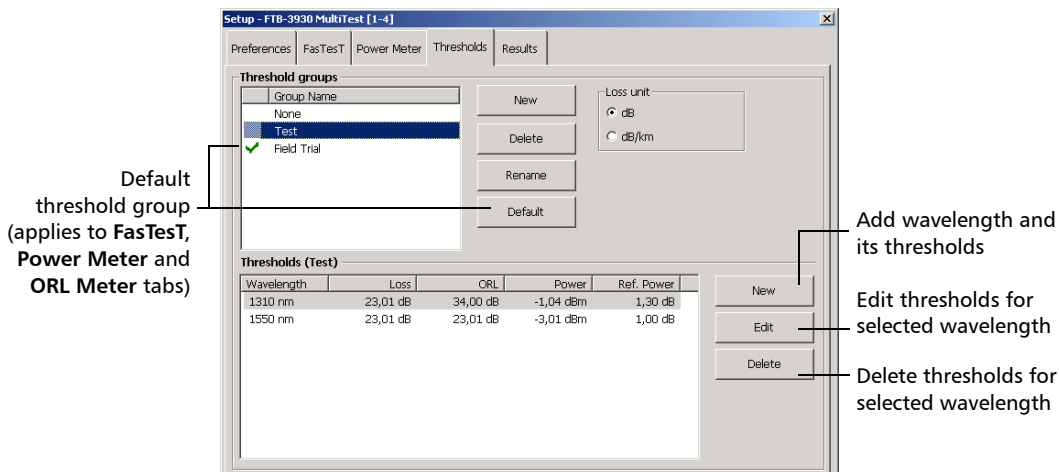 Setup - FTB-3930 MultiTest [1-4]
Preferences FasTesT Power Meter Thresholds Results
Threshold groups
Group Name
None
Test
Field Trial
New
Delete
Rename
Default
Loss unit
dB
dB/km
Default
threshold group
(applies to FasTesT,
Power Meter and
ORL Meter tabs)
Thresholds (Test)
Wavelength Loss ORL Power Ref. Power
1310 nm 23,01 dB 34,00 dB -1,04 dBm 1,30 dB
1550 nm 23,01 dB 23,01 dB -3,01 dBm 1,00 dB
New
Edit
Delete
Add wavelength and
its thresholds
Edit thresholds for
selected wavelength
Delete thresholds for
selected wavelength